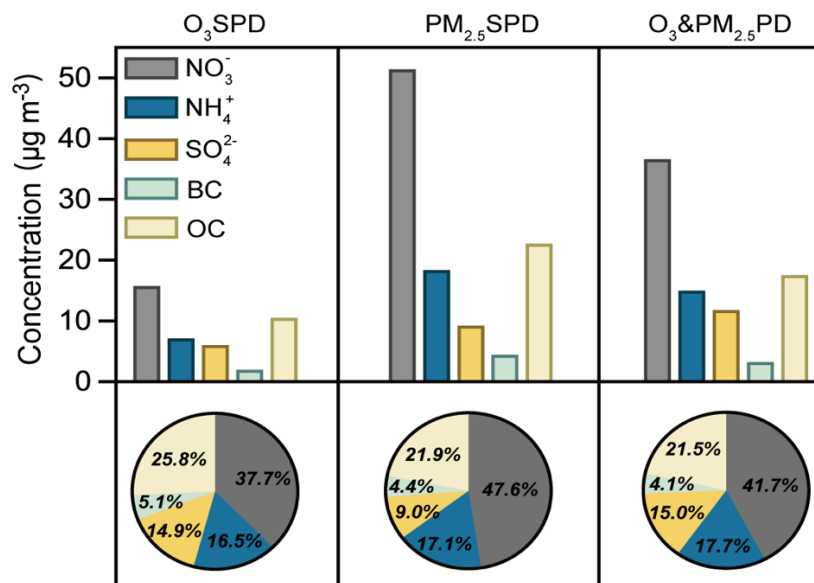 O₃SPD
PM₂.₅SPD
O₃&PM₂.₅PD
Concentration (μg m⁻³)
50
40
30
20
10
0
NO₃⁻
NH₄⁺
SO₄²⁻
BC
OC
25.8%
37.7%
5.1%
14.9%
16.5%
21.9%
47.6%
4.4%
9.0%
17.1%
21.5%
41.7%
4.1%
15.0%
17.7%